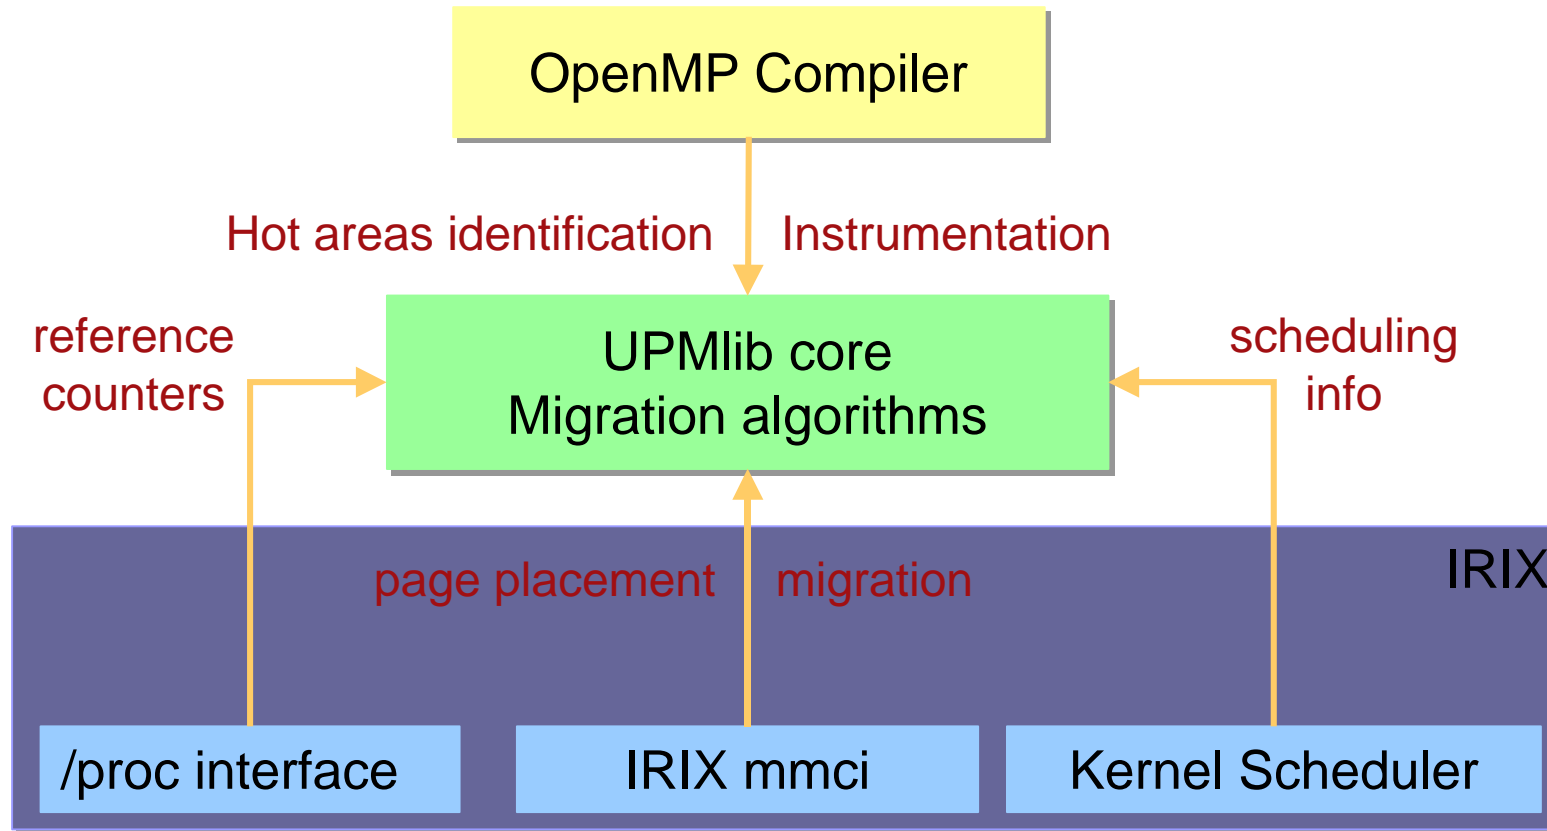 OpenMP Compiler
Hot areas identification
Instrumentation
reference
counters
UPMlib core
Migration algorithms
scheduling
info
IRIX
page placement
migration
/proc interface
IRIX mmci
Kernel Scheduler